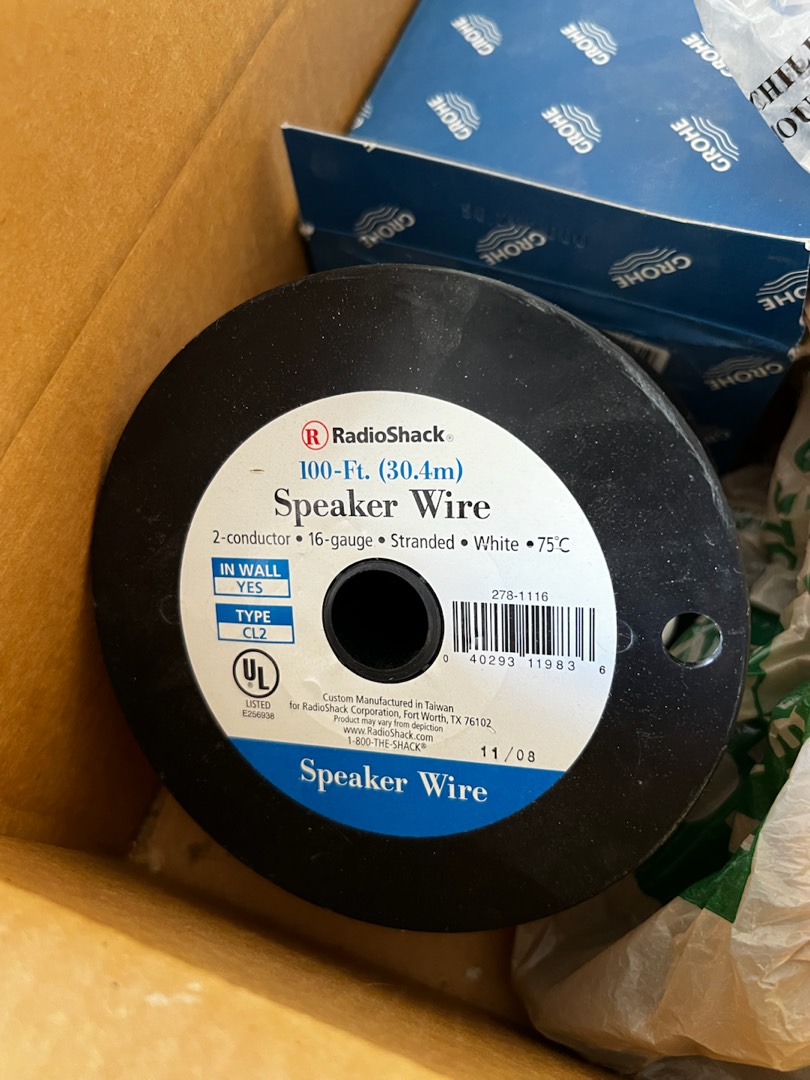 GROHE
GROHE
GROHE
GROHE
GROHE
GROHE
GROHE
GROHE
GROHE
GROHE
GROHE
R RadioShack®
100-Ft. (30.4m)
Speaker Wire
2-conductor • 16-gauge • Stranded • White • 75°C
IN WALL
YES
TYPE
CL2
UL
®
LISTED
E256938
278-1116
0 40293 11983 6
Custom Manufactured in Taiwan
for RadioShack Corporation, Fort Worth, TX 76102
Product may vary from depiction
www.RadioShack.com
1-800-THE-SHACK®
11/08
Speaker Wire